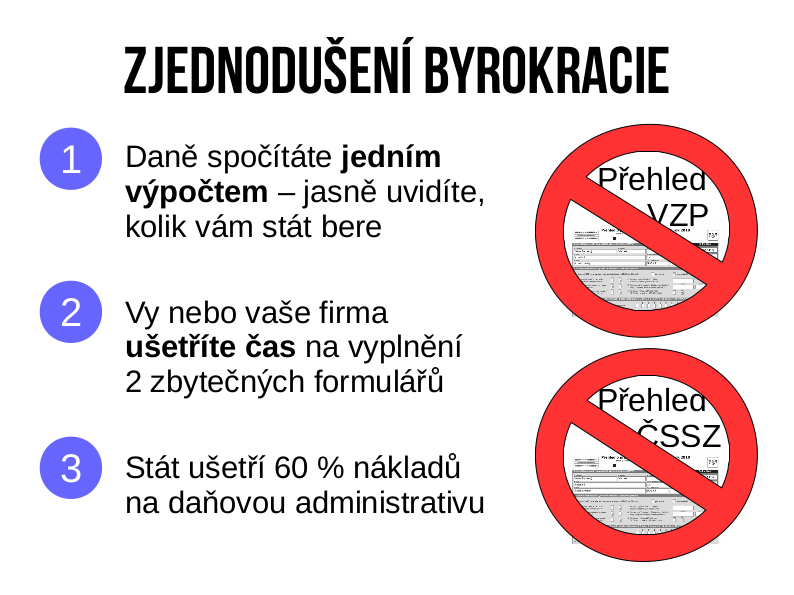 ZJEDNODUŠENÍ BYROKRACIE
1
Daně spočítáte jedním
výpočtem – jasně uvidíte,
kolik vám stát bere
2
Vy nebo vaše firma
ušetříte čas na vyplnění
2 zbytečných formulářů
3
Stát ušetří 60 % nákladů
na daňovou administrativu
Přehled
VZP
Přehled
ČSSZ